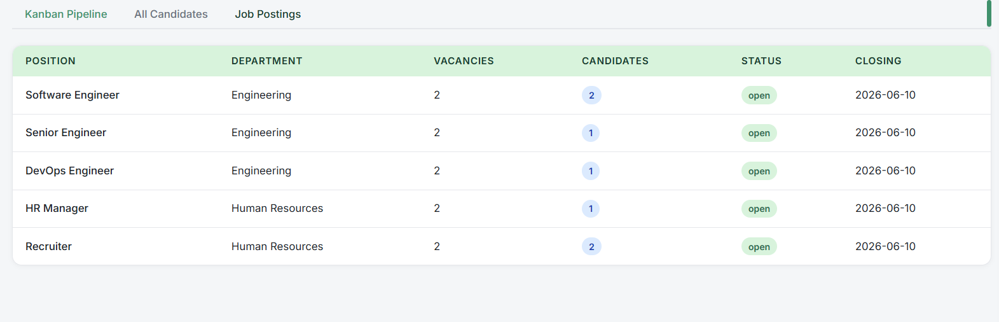 Kanban Pipeline All Candidates Job Postings
POSITION DEPARTMENT VACANCIES CANDIDATES STATUS CLOSING
Software Engineer Engineering 2 2 open 2026-06-10
Senior Engineer Engineering 2 1 open 2026-06-10
DevOps Engineer Engineering 2 1 open 2026-06-10
HR Manager Human Resources 2 1 open 2026-06-10
Recruiter Human Resources 2 2 open 2026-06-10